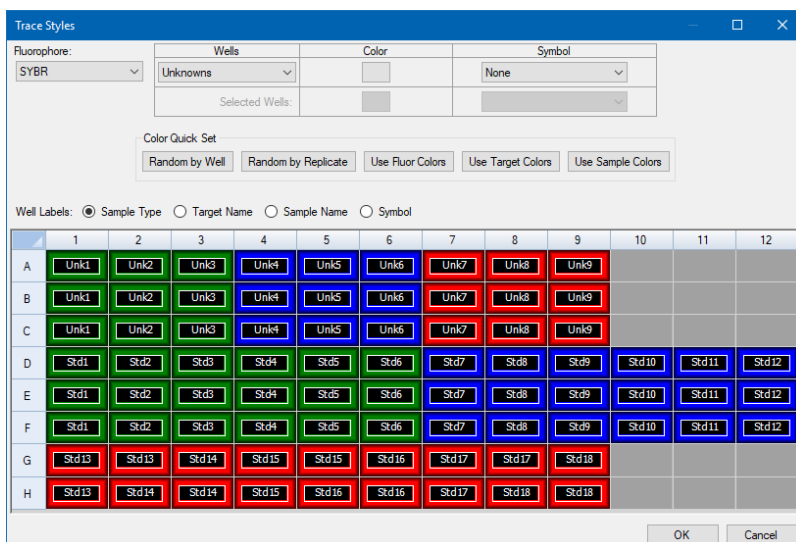 Trace Styles
Fluorophore: Wells Color Symbol
SYBR Unknowns None
Selected Wells:
Color Quick Set
Random by Well Random by Replicate Use Fluor Colors Use Target Colors Use Sample Colors
Well Labels: Sample Type Target Name Sample Name Symbol
1 2 3 4 5 6 7 8 9 10 11 12
A Unk1 Unk2 Unk3 Unk4 Unk5 Unk6 Unk7 Unk8 Unk9
B Unk1 Unk2 Unk3 Unk4 Unk5 Unk6 Unk7 Unk8 Unk9
C Unk1 Unk2 Unk3 Unk4 Unk5 Unk6 Unk7 Unk8 Unk9
D Std1 Std2 Std3 Std4 Std5 Std6 Std7 Std8 Std9 Std10 Std11 Std12
E Std1 Std2 Std3 Std4 Std5 Std6 Std7 Std8 Std9 Std10 Std11 Std12
F Std1 Std2 Std3 Std4 Std5 Std6 Std7 Std8 Std9 Std10 Std11 Std12
G Std13 Std13 Std14 Std15 Std15 Std16 Std17 Std17 Std18
H Std13 Std14 Std14 Std15 Std16 Std16 Std17 Std18 Std18
OK Cancel